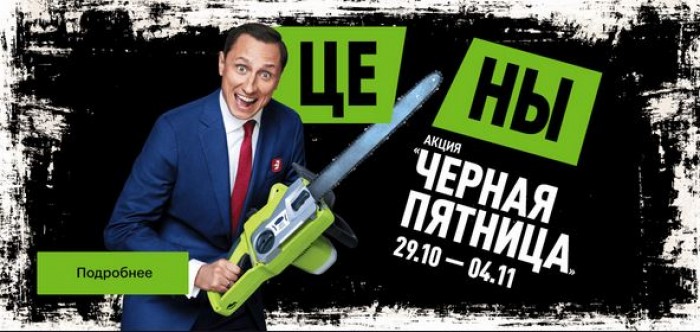 ЦЕ НЫ
АКЦИЯ
«ЧЕРНАЯ
ПЯТНИЦА»
29.10 — 04.11
Подробнее